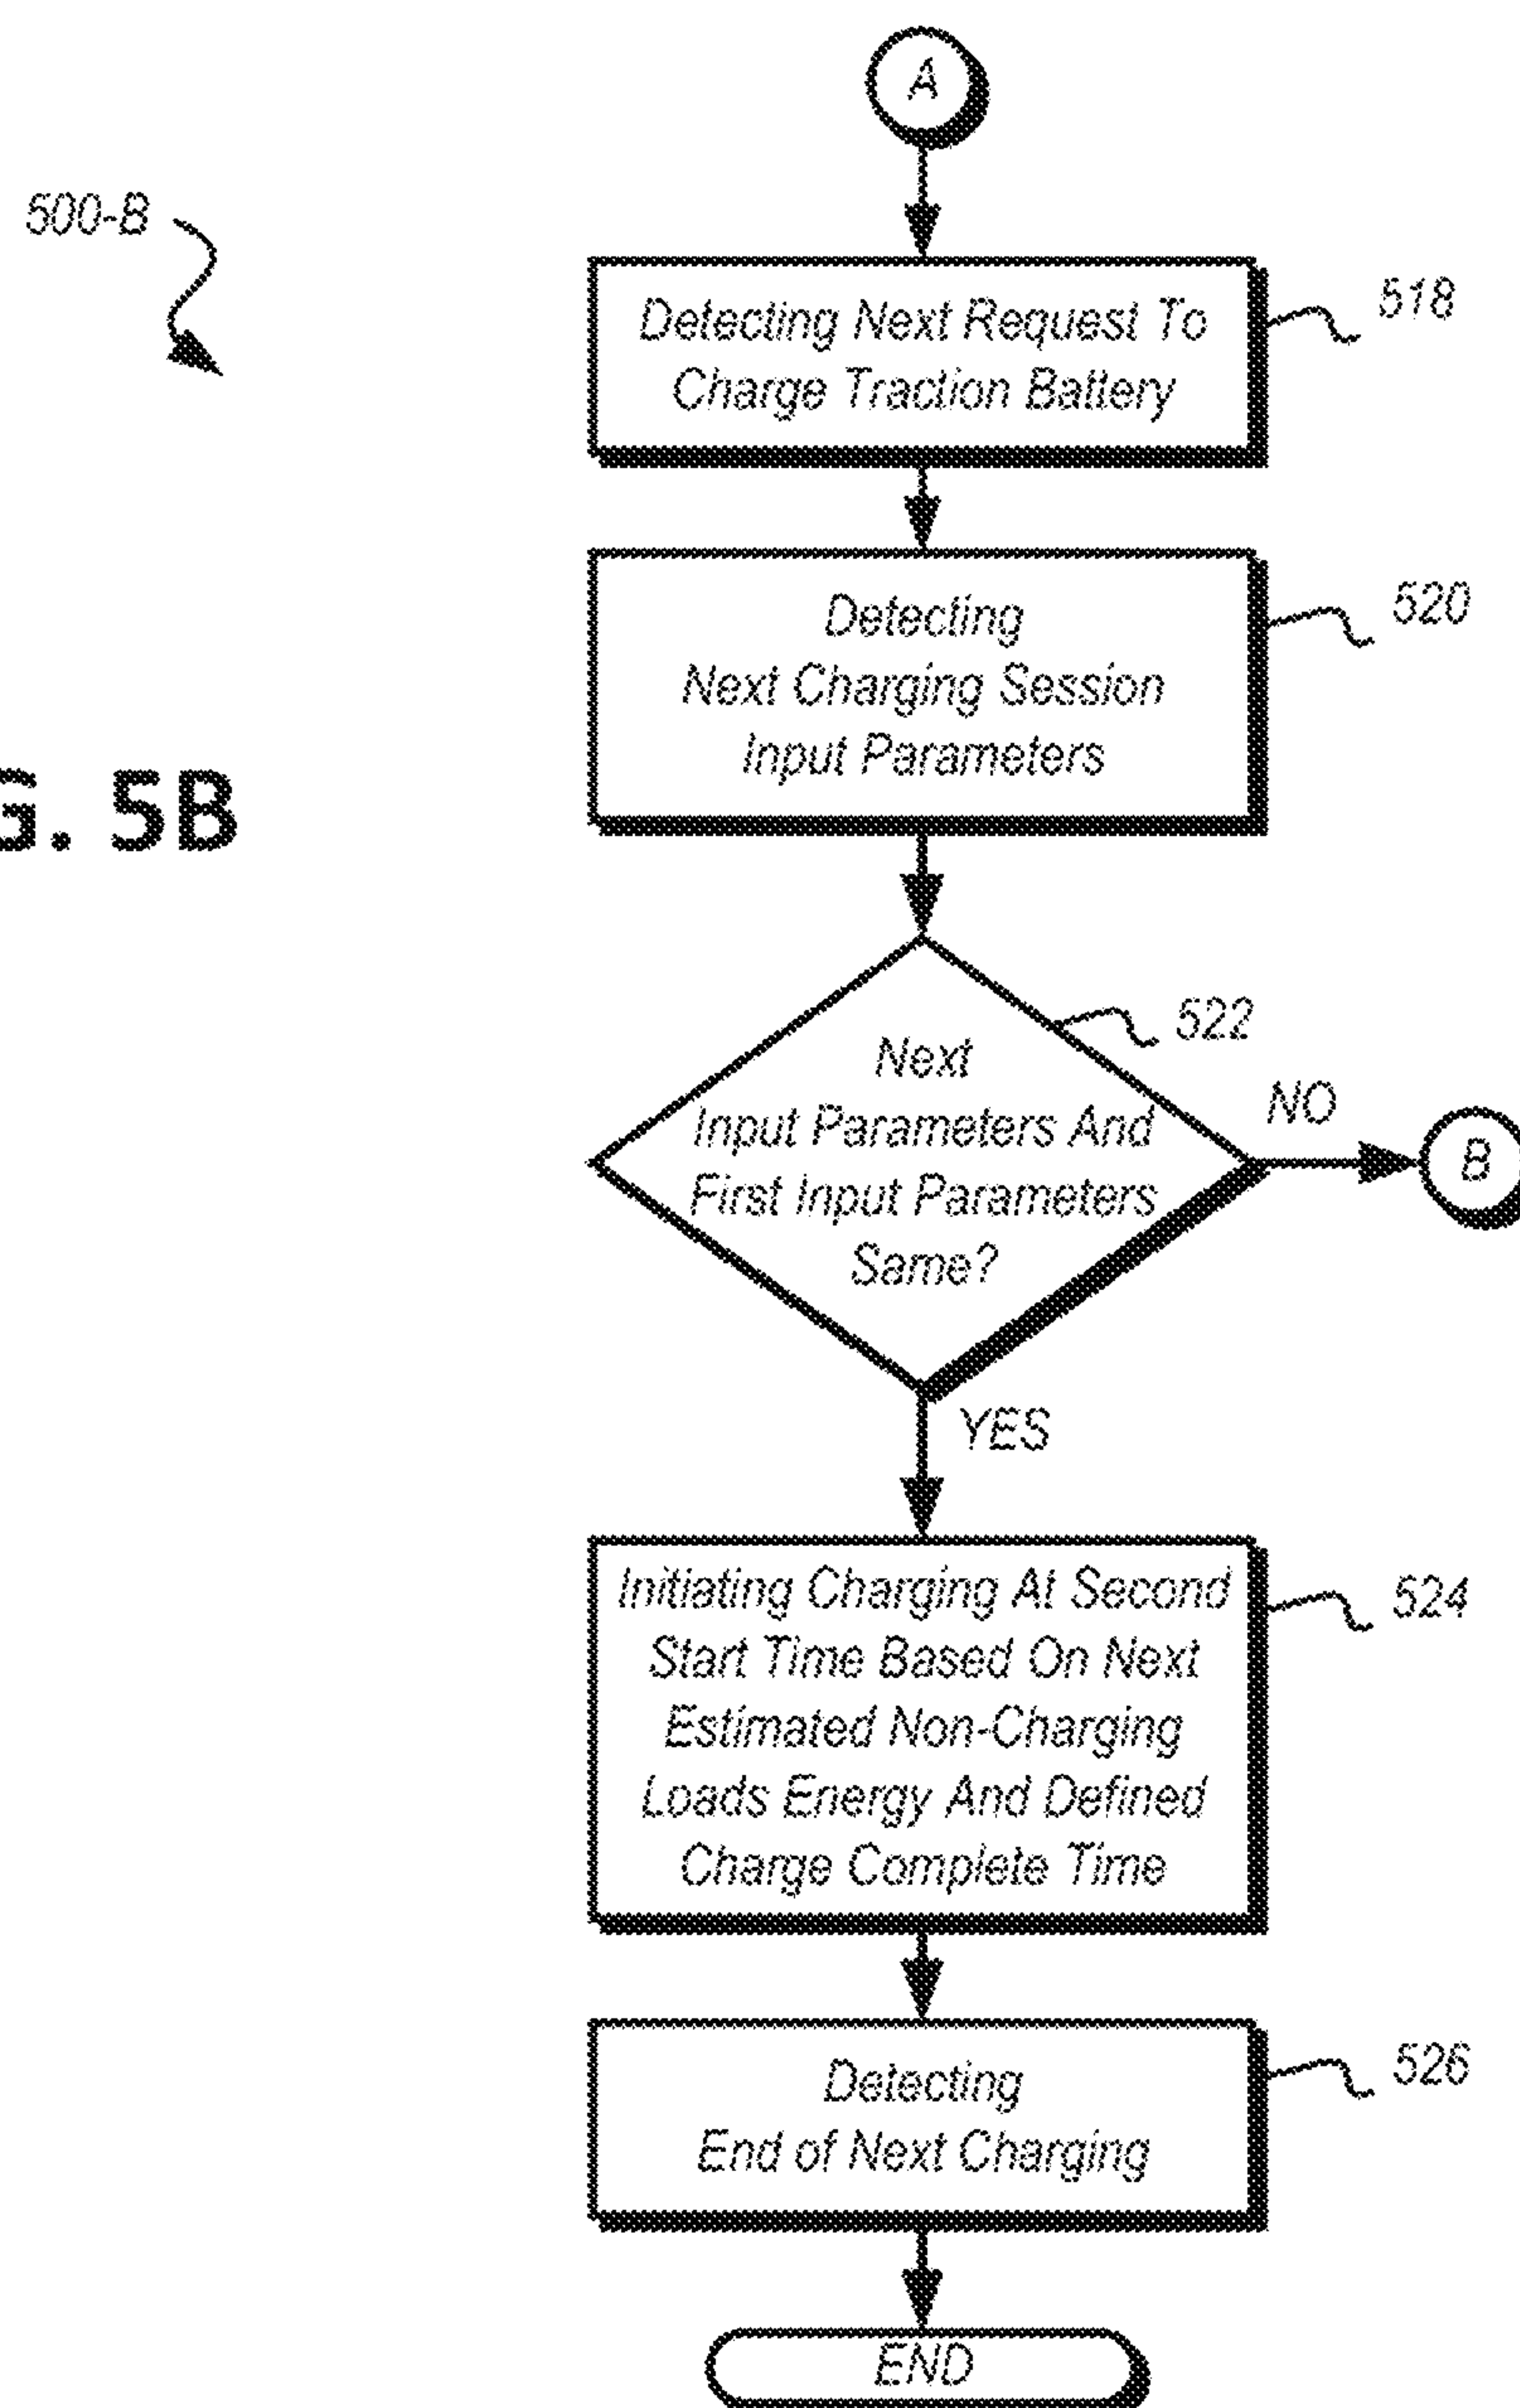 A
500-B
Detecting Next Request To
Charge Traction Battery
518
Detecting
Next Charging Session
Input Parameters
520
G. 5B
522
Next
Input Parameters And
First Input Parameters
Same?
NO
B
YES
Initiating Charging At Second
Start Time Based On Next
Estimated Non-Charging
Loads Energy And Defined
Charge Complete Time
524
Detecting
End of Next Charging
526
END